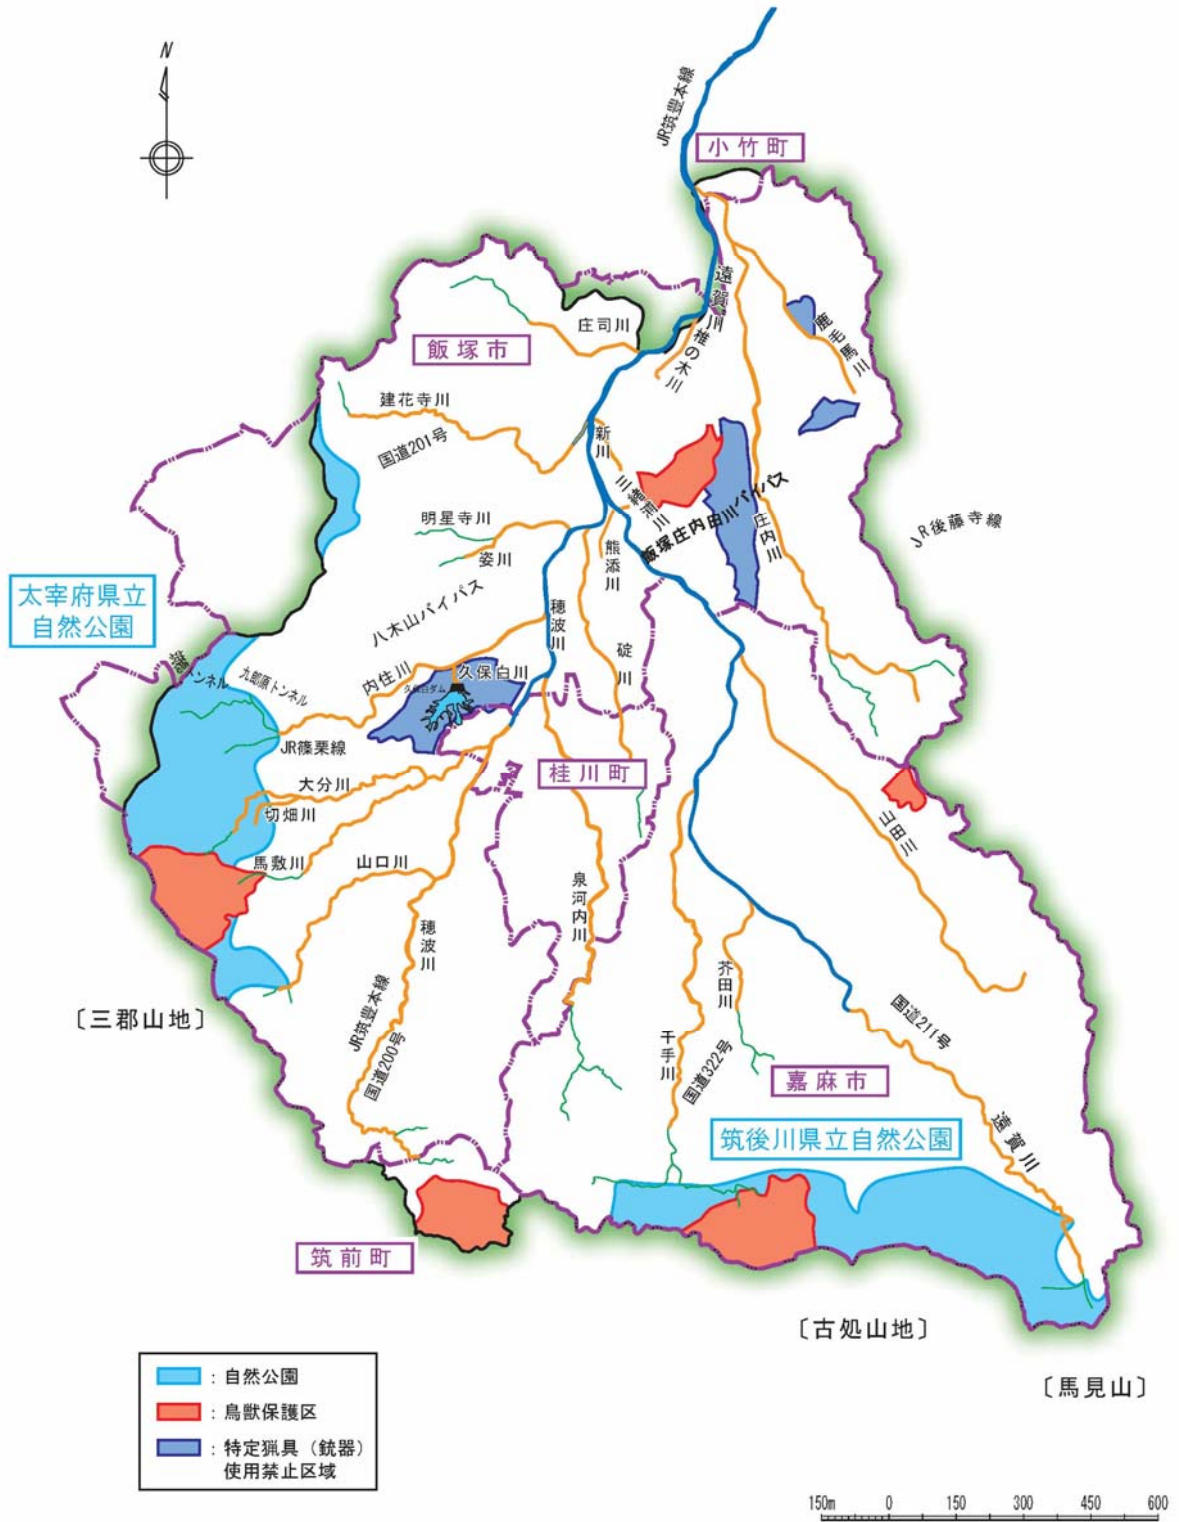 N
JR筑豊本線
小竹町
遠賀川
庄司川
椎の木川
鹿毛馬川
飯塚市
建花寺川
国道201号
新川
三緒荒川
飯塚庄内田川バイパス
庄内川
JR後藤寺線
明星寺川
姿川
熊添川
太宰府県立
自然公園
八木山バイパス
穂波川
碇川
トンネル
九郎原トンネル
内住川
久保白川
久保白ダム
JR篠栗線
桂川町
大分川
切畑川
山田川
馬敷川
山口川
泉河内川
穂波川
芥田川
〔三郡山地〕
JR筑豊本線
国道200号
千手川
国道322号
国道211号
嘉麻市
遠賀川
筑後川県立自然公園
筑前町
〔古処山地〕
〔馬見山〕
：自然公園
：鳥獣保護区
：特定猟具（銃器）
使用禁止区域
150m 0 150 300 450 600